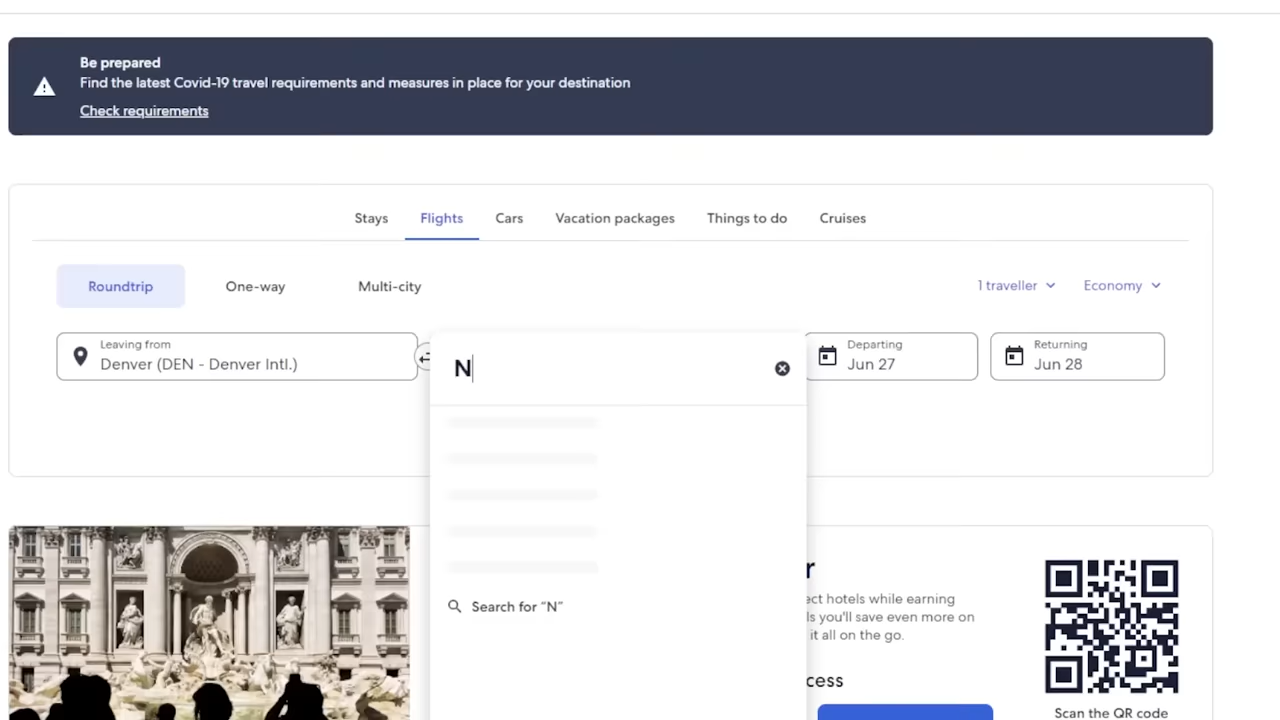 Be prepared
Find the latest Covid-19 travel requirements and measures in place for your destination
Check requirements
Stays
Flights
Cars
Vacation packages
Things to do
Cruises
Roundtrip
One-way
Multi-city
1 traveller
Economy
Leaving from
Denver (DEN - Denver Intl.)
N
Departing
Jun 27
Returning
Jun 28
Search for “N”
hotels while earning
you'll save even more on
it all on the go.
Scan the QR code